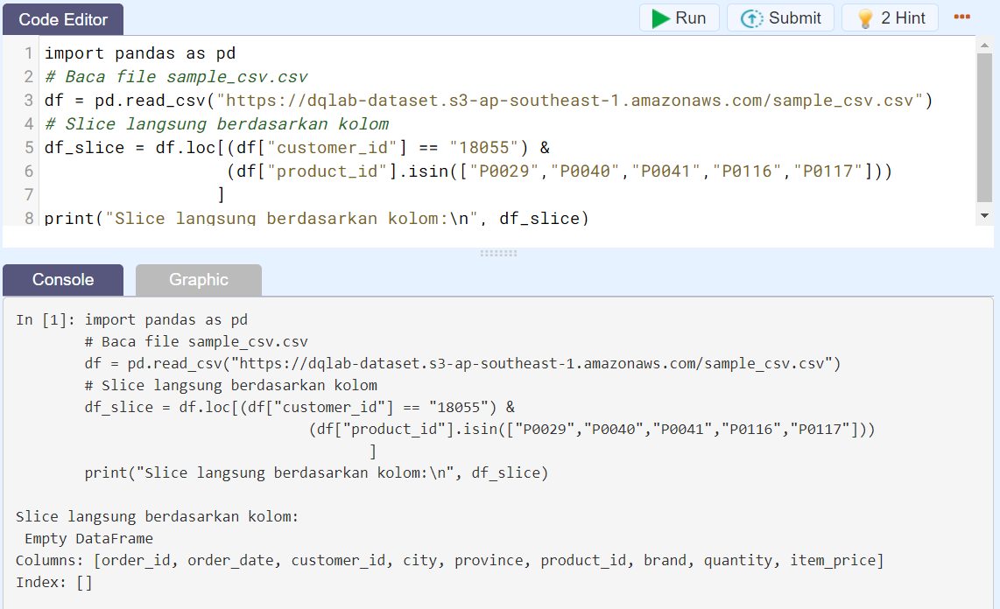 Code Editor
Run
Submit
2 Hint
1 import pandas as pd
2 # Baca file sample_csv.csv
3 df = pd.read_csv("https://dqlab-dataset.s3-ap-southeast-1.amazonaws.com/sample_csv.csv")
4 # Slice langsung berdasarkan kolom
5 df_slice = df.loc[(df["customer_id"] == "18055") &
6                   (df["product_id"].isin(["P0029","P0040","P0041","P0116","P0117"]))
7                  ]
8 print("Slice langsung berdasarkan kolom:\n", df_slice)
Console
Graphic
In [1]: import pandas as pd
        # Baca file sample_csv.csv
        df = pd.read_csv("https://dqlab-dataset.s3-ap-southeast-1.amazonaws.com/sample_csv.csv")
        # Slice langsung berdasarkan kolom
        df_slice = df.loc[(df["customer_id"] == "18055") &
                                  (df["product_id"].isin(["P0029","P0040","P0041","P0116","P0117"]))
                                         ]
        print("Slice langsung berdasarkan kolom:\n", df_slice)
Slice langsung berdasarkan kolom:
 Empty DataFrame
Columns: [order_id, order_date, customer_id, city, province, product_id, brand, quantity, item_price]
Index: []